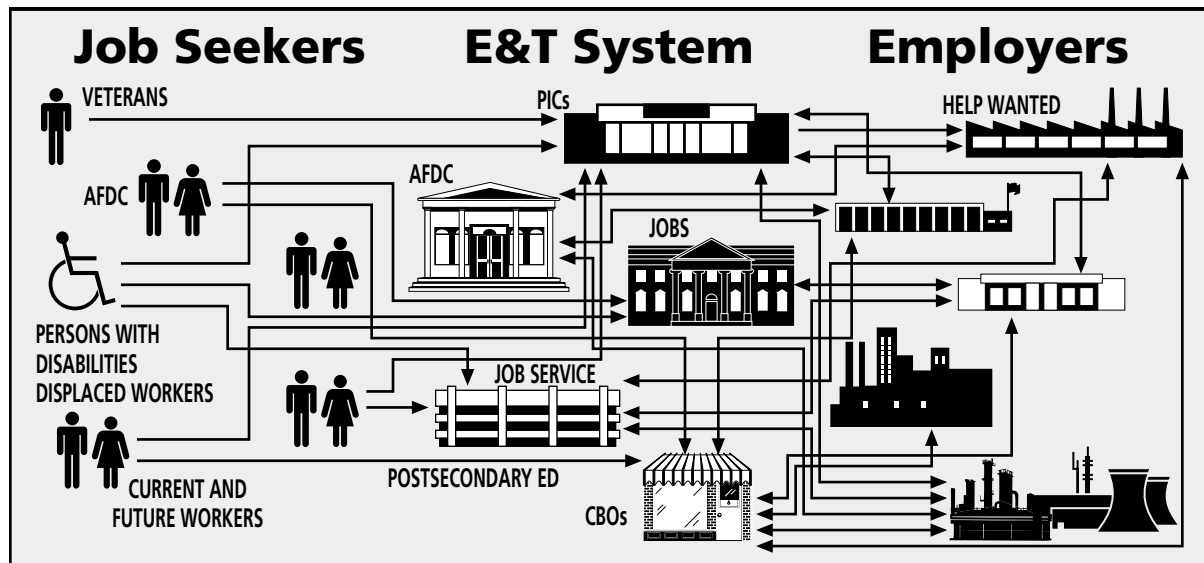 Job Seekers
E&T System
Employers
VETERANS
PICs
HELP WANTED
AFDC
AFDC
JOBS
PERSONS WITH
DISABILITIES
DISPLACED WORKERS
JOB SERVICE
POSTSECONDARY ED
CURRENT AND
FUTURE WORKERS
CBOs